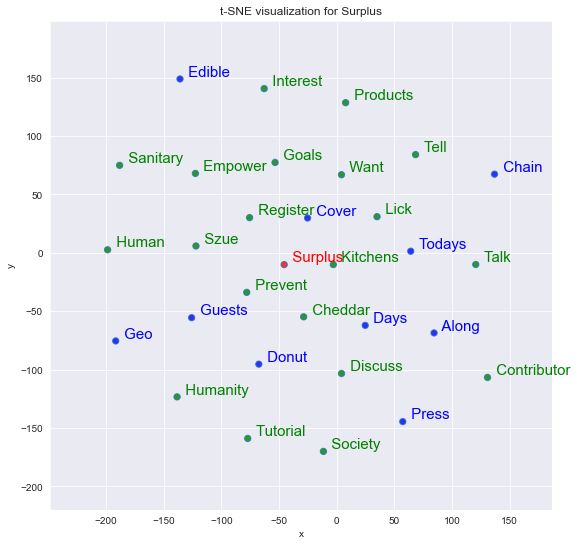 t-SNE visualization for Surplus
Edible
Interest
Products
Tell
Sanitary
Empower
Goals
Want
Chain
Register
Cover
Lick
Human
Szue
Todays
Surplus
Kitchens
Talk
Prevent
Guests
Cheddar
Days
Along
Geo
Donut
Discuss
Contributor
Humanity
Press
Tutorial
Society
150
100
50
0
−50
−100
−150
−200
y
−200 −150 −100 −50 0 50 100 150
x